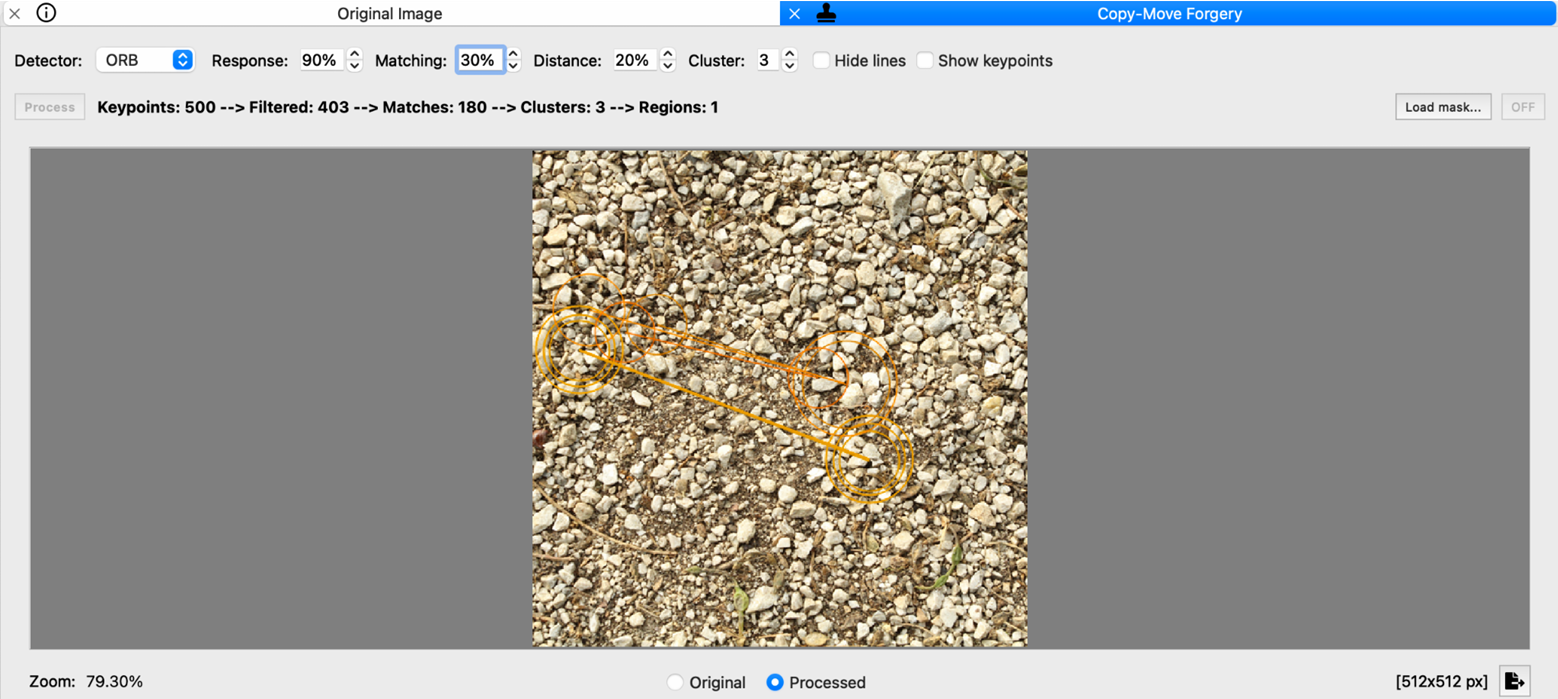 Original Image
Copy-Move Forgery
Detector: ORB Response: 90% Matching: 30% Distance: 20% Cluster: 3 Hide lines Show keypoints
Process Keypoints: 500 --> Filtered: 403 --> Matches: 180 --> Clusters: 3 --> Regions: 1 Load mask... OFF
Zoom: 79.30% Original Processed [512x512 px]